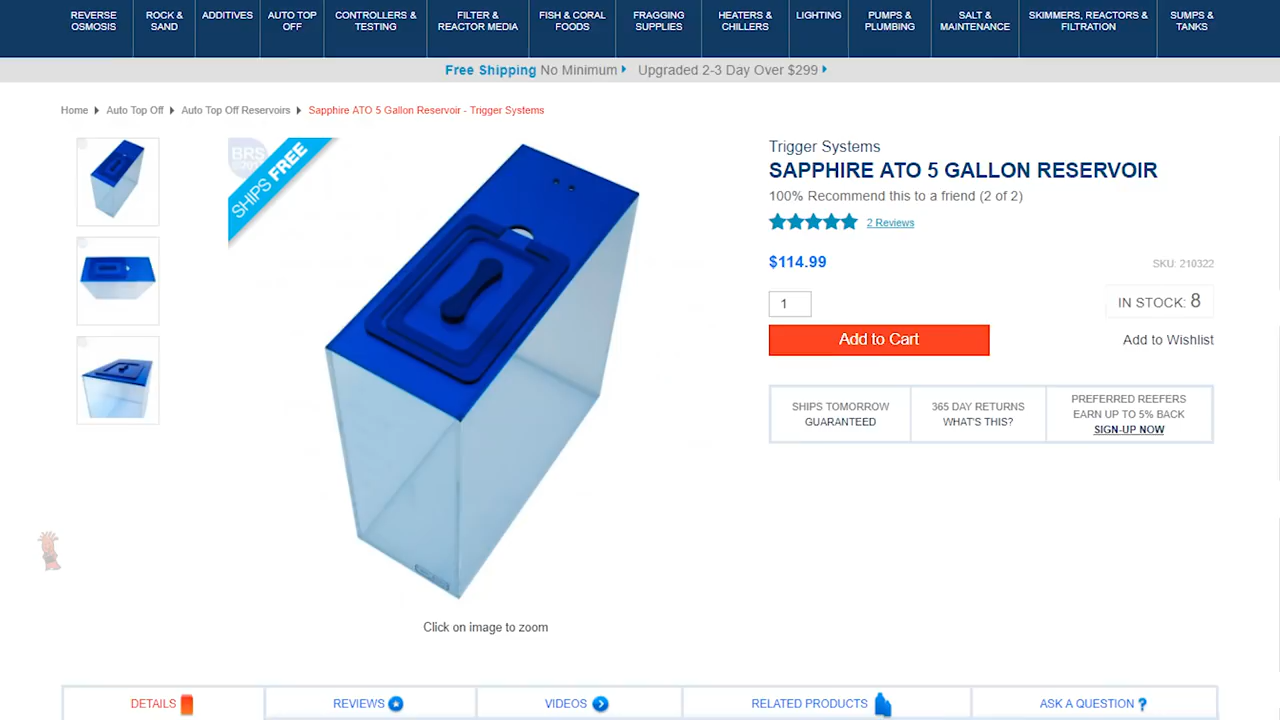 REVERSE
OSMOSIS
ROCK &
SAND
ADDITIVES
AUTO TOP
OFF
CONTROLLERS &
TESTING
FILTER &
REACTOR MEDIA
FISH & CORAL
FOODS
FRAGGING
SUPPLIES
HEATERS &
CHILLERS
LIGHTING
PUMPS &
PLUMBING
SALT &
MAINTENANCE
SKIMMERS, REACTORS &
FILTRATION
SUMPS &
TANKS
Free Shipping No Minimum Upgraded 2-3 Day Over $299
Home Auto Top Off Auto Top Off Reservoirs Sapphire ATO 5 Gallon Reservoir - Trigger Systems
BRS
SHIPS FREE
Click on image to zoom
Trigger Systems
SAPPHIRE ATO 5 GALLON RESERVOIR
100% Recommend this to a friend (2 of 2)
2 Reviews
$114.99
SKU: 210322
1
IN STOCK: 8
Add to Cart
Add to Wishlist
SHIPS TOMORROW
GUARANTEED
365 DAY RETURNS
WHAT'S THIS?
PREFERRED REEFERS
EARN UP TO 5% BACK
SIGN-UP NOW
DETAILS
REVIEWS
VIDEOS
RELATED PRODUCTS
ASK A QUESTION ?